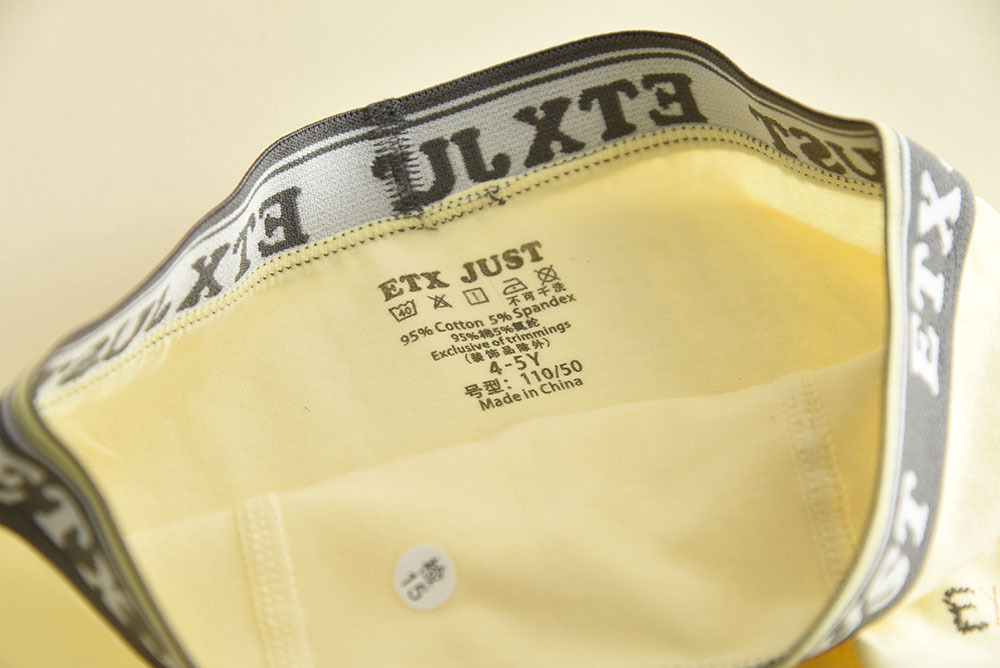 ETX JUST
ETX JUST
ETX JUST
ETX JUST
40
不可干洗
95% Cotton 5% Spandex
95%棉5%氨纶
Exclusive of trimmings
(装饰品除外)
4-5Y
号型: 110/50
Made in China
检
15
ETX